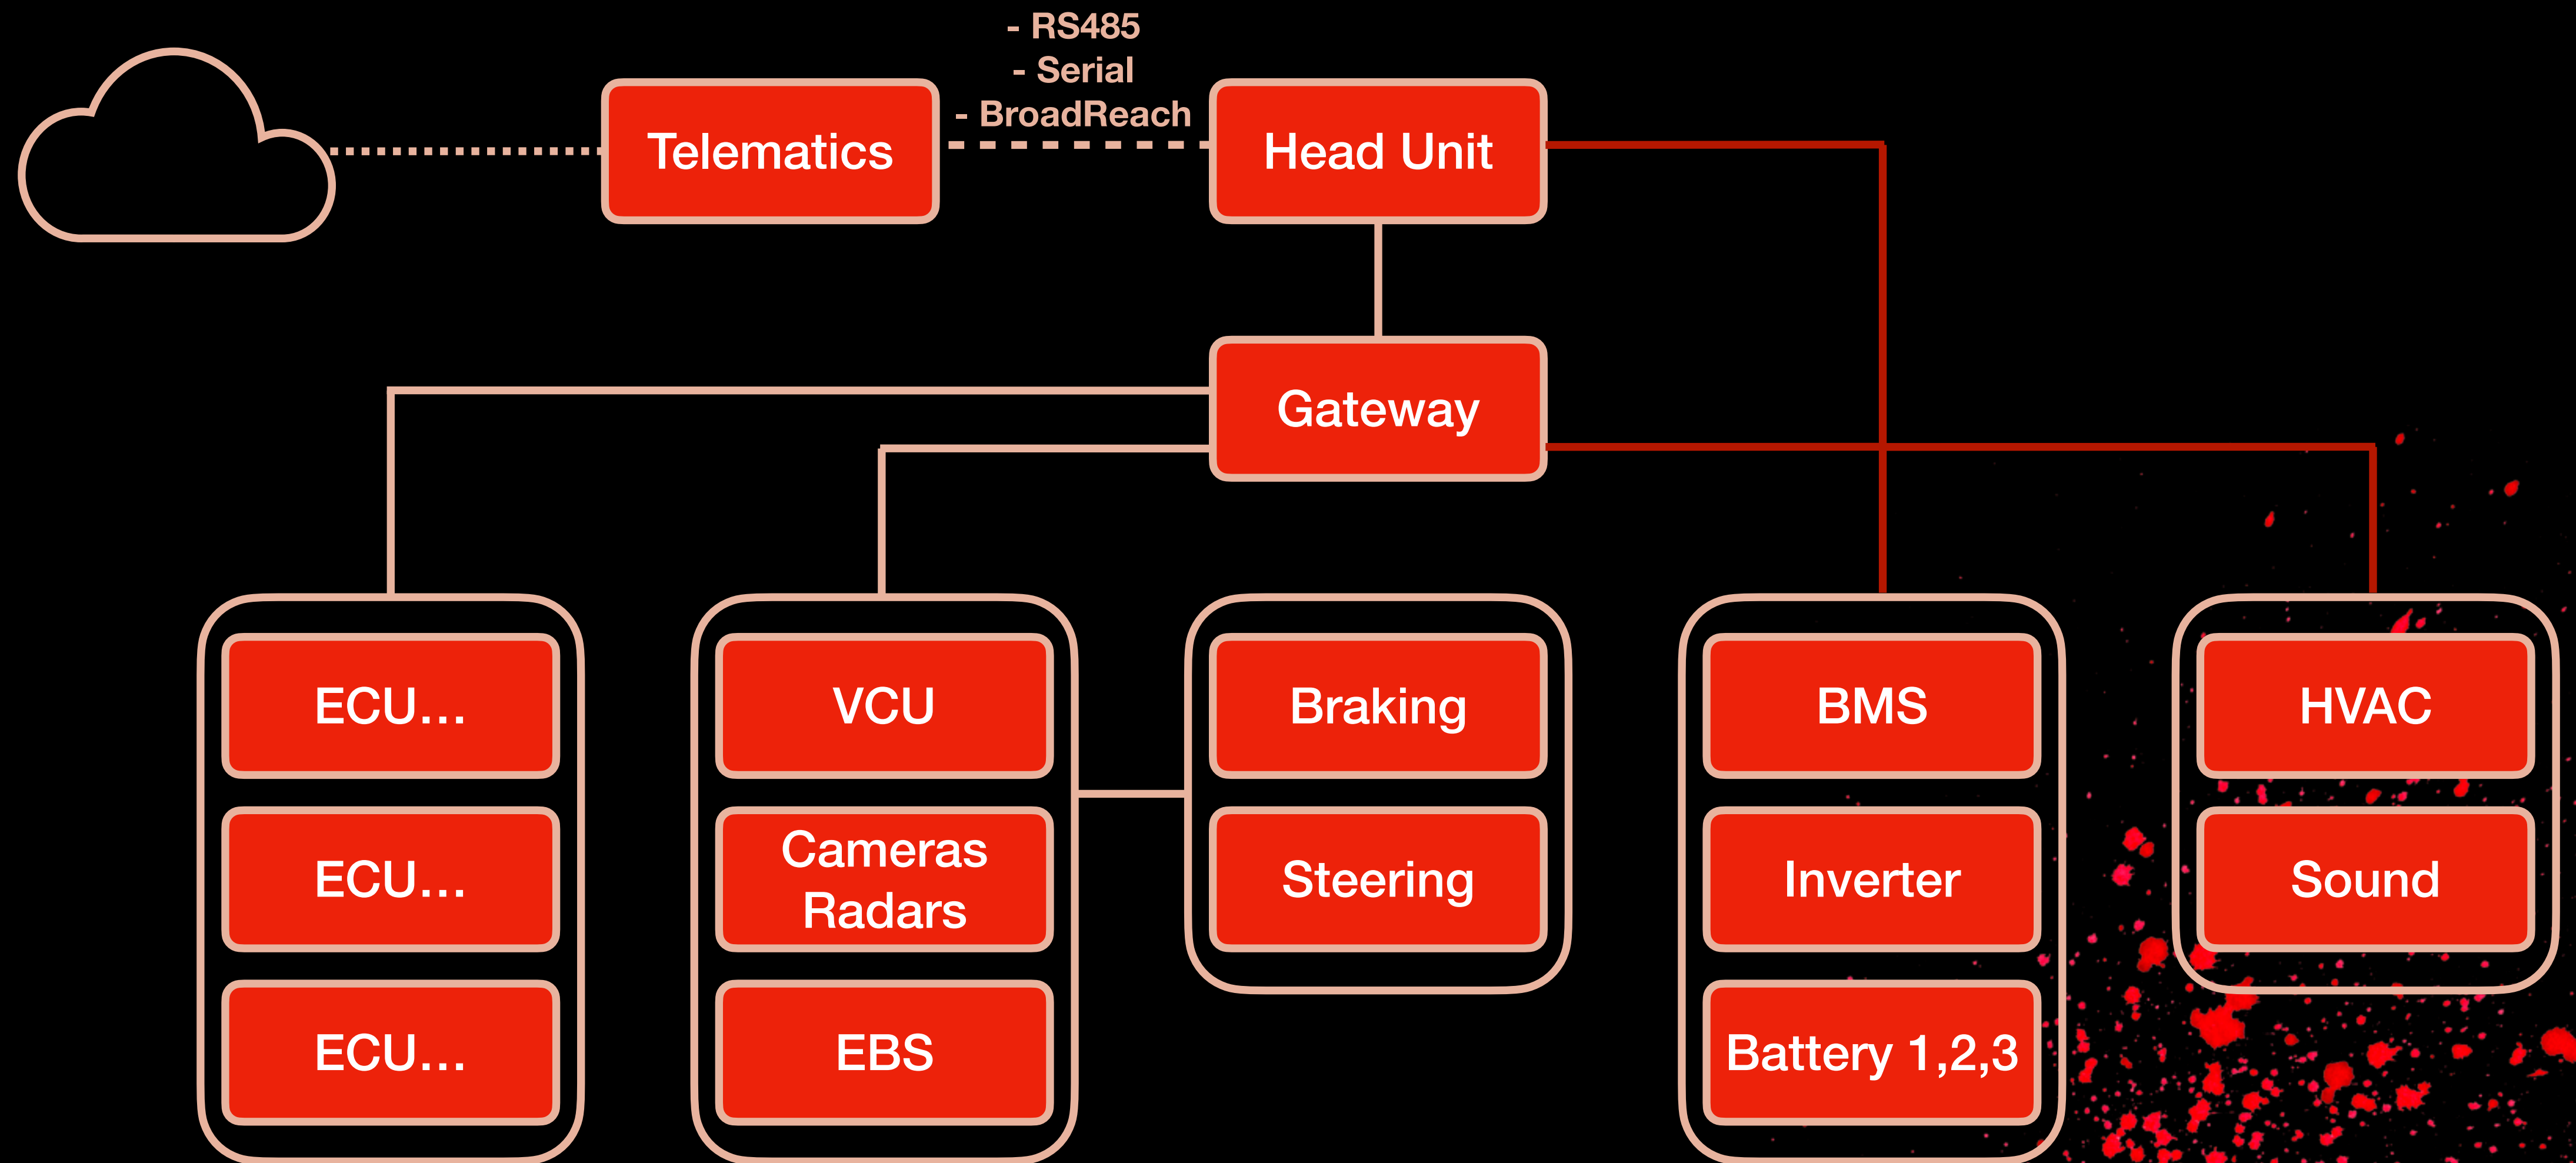 - RS485
- Serial
- BroadReach
Telematics
Head Unit
Gateway
ECU...
ECU...
ECU...
VCU
Cameras
Radars
EBS
Braking
Steering
BMS
Inverter
Battery 1,2,3
HVAC
Sound